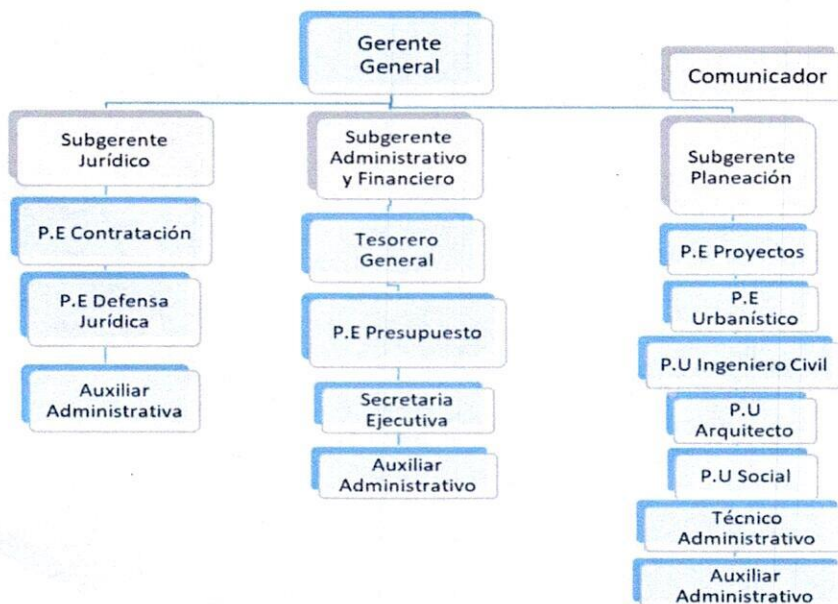 Gerente
General
Comunicador
Subgerente
Jurídico
P.E Contratación
P.E Defensa
Jurídica
Auxiliar
Administrativa
Subgerente
Administrativo
y Financiero
Tesorero
General
P.E Presupuesto
Secretaria
Ejecutiva
Auxiliar
Administrativo
Subgerente
Planeación
P.E Proyectos
P.E
Urbanístico
P.U Ingeniero Civil
P.U
Arquitecto
P.U Social
Técnico
Administrativo
Auxiliar
Administrativo